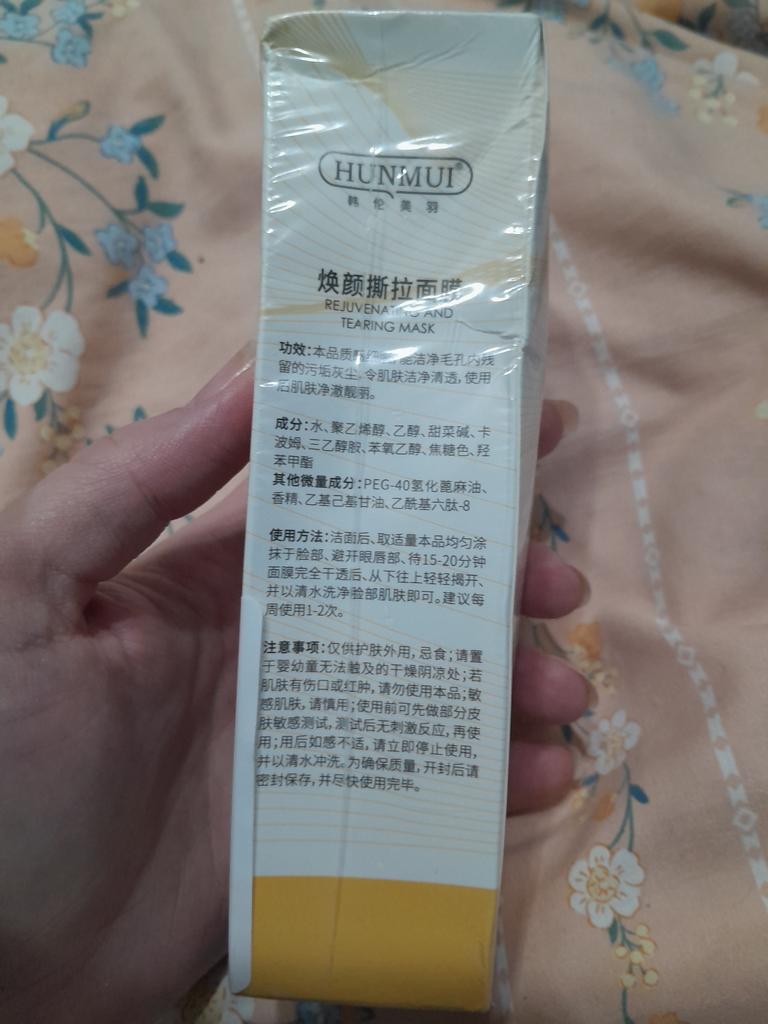 HUNMUI®
韩伦美羽
焕颜撕拉面膜
REJUVENATING AND
TEARING MASK
功效:本品质 能洁净毛孔内残
留的污垢灰尘,令肌肤洁净清透,使用
后肌肤净澈靓丽。
成分:水、聚乙烯醇、乙醇、甜菜碱、卡
波姆、三乙醇胺、苯氧乙醇、焦糖色、羟
苯甲酯
其他微量成分:PEG-40氢化蓖麻油、
香精、乙基己基甘油、乙酰基六肽-8
使用方法:洁面后、取适量本品均匀涂
抹于脸部、避开眼唇部、待15-20分钟
面膜完全干透后、从下往上轻轻揭开、
并以清水洗净脸部肌肤即可。建议每
周使用1-2次。
注意事项:仅供护肤外用,忌食;请置
于婴幼童无法触及的干燥阴凉处;若
肌肤有伤口或红肿,请勿使用本品;敏
感肌肤,请慎用;使用前可先做部分皮
肤敏感测试,测试后无刺激反应,再使
用;用后如感不适,请立即停止使用,
并以清水冲洗。为确保质量,开封后请
密封保存,并尽快使用完毕。